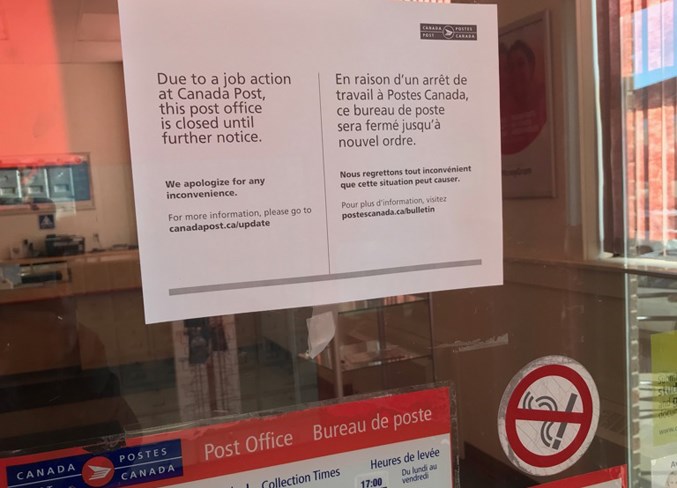 CANADA POSTES
POST CANADA
Due to a job action
at Canada Post,
this post office
is closed until
further notice.
We apologize for any
inconvenience.
For more information, please go to
canadapost.ca/update
En raison d'un arrêt de
travail à Postes Canada,
ce bureau de poste
sera fermé jusqu'à
nouvel ordre.
Nous regrettons tout inconvénient
que cette situation peut causer.
Pour plus d'information, visitez
postescanada.ca/bulletin
CANADA POSTES
CANADA
Post Office Bureau de poste
Collection Times
Heures de levée
17:00
Du lundi au
vendredi